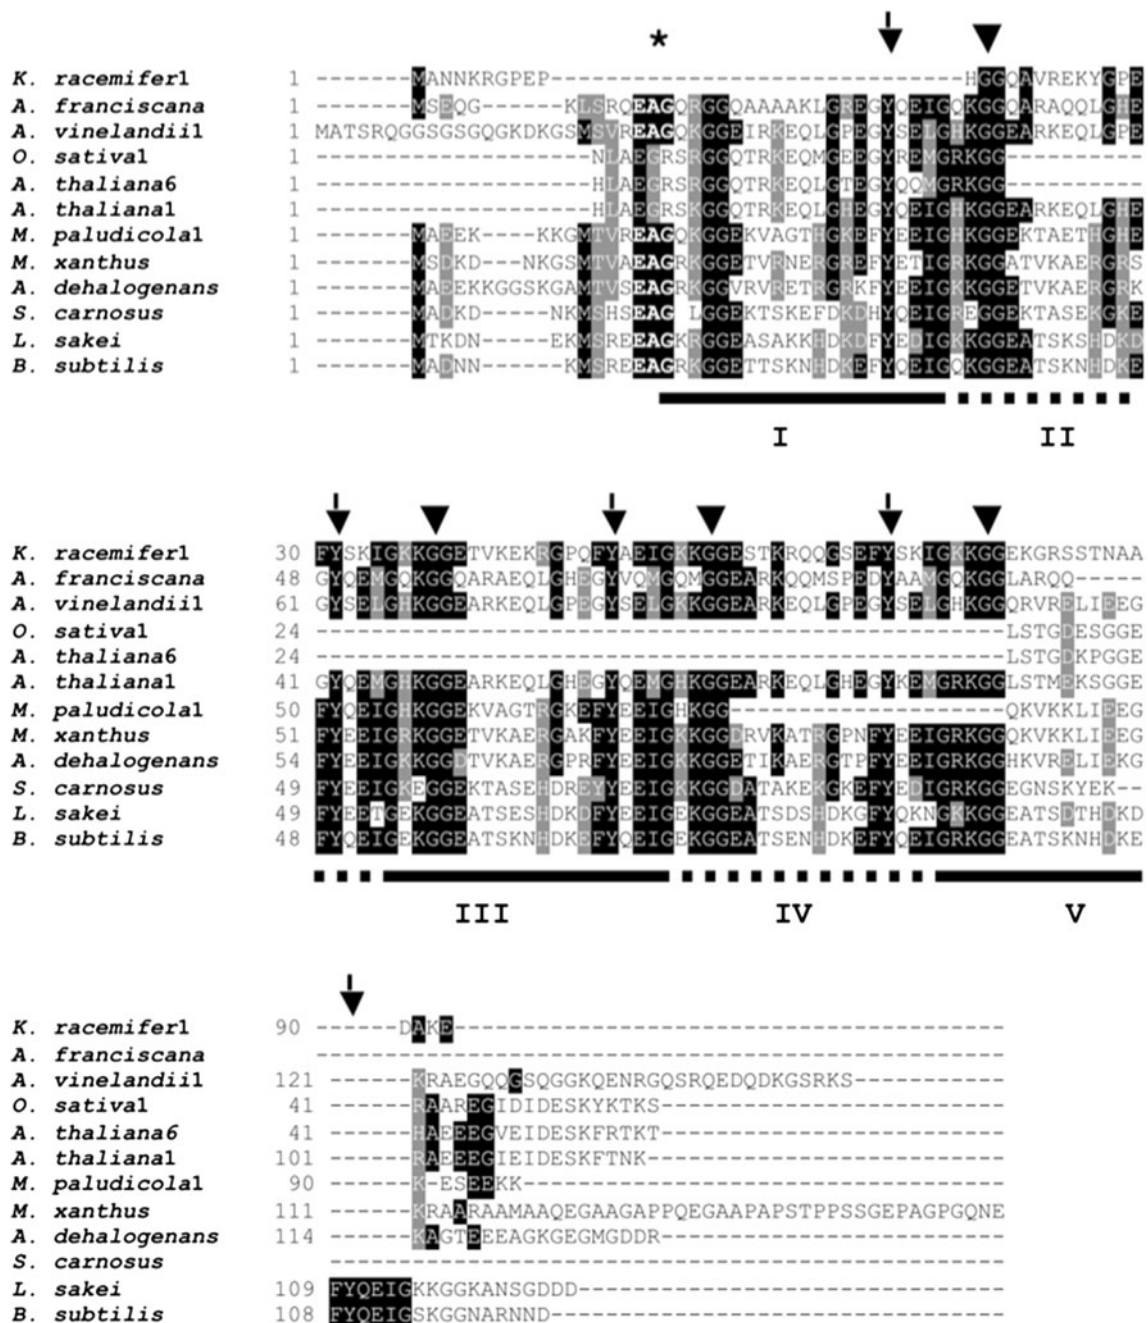 *
K. racemifer1 1 -------MANNKRGPEP------------------------------HGGQAVREKYGPE
A. franciscana 1 -------MSEQG------KLSRQEAGQRGGQAAAAKLGREGYQEIGQKGGQARAQQLGHE
A. vinelandii1 1 MATSRQGGSGSGQGKDKGSMSVREAGQKGGEIRKEQLGPEGYSELGHKGGEARKEQLGPE
O. sativa1 1 --------------------NLAEGRSRGGQTRKEQMGEEGYREMGRKGG----------
A. thaliana6 1 --------------------HLAEGRSRGGQTRKEQLGTEGYQQMGRKGG----------
A. thaliana1 1 --------------------HLAEGRSKGGQTRKEQLGHEGYQEIGHKGGEARKEQLGHE
M. paludicola1 1 -------MAEEK----KKGMTVREAGQKGGEKVAGTHGKEFYEEIGHKGGEKTAETHGHE
M. xanthus 1 -------MSDKD---NKGSMTVAEAGRKGGETVRNERGREFYETIGRKGGATVKAERGRS
A. dehalogenans 1 -------MAEEKKGGSKGAMTVSEAGRKGGVRVRETRGRKFYEEIGKKGGETVKAERGRK
S. carnosus 1 -------MADKD-----NKMSHSEAG LGGEKTSKEFDKDHYQEIGREGGEKTASEKGKE
L. sakei 1 -------MTKDN-----EKMSREEAGKRGGEASAKKHDKDFYEDIGKKGGEATSKSHDKD
B. subtilis 1 -------MADNN------KMSREEAGRKGGETTSKNHDKEFYQEIGQKGGEATSKNHDKE
I II
K. racemifer1 30 FYSKIGKKGGETVKEKRGPQFYAEIGKKGGESTKRQQGSEFYSKIGKKGGEKGRSSTNAA
A. franciscana 48 GYQEMGQKGGQARAEQLGHEGYVQMGQMGGEARKQQMSPEDYAAMGQKGGLARQQ-----
A. vinelandii1 61 GYSELGHKGGEARKEQLGPEGYSELGKKGGEARKEQLGPEGYSELGHKGGQRVRELIEEG
O. sativa1 24 --------------------------------------------------LSTGDESGGE
A. thaliana6 24 --------------------------------------------------LSTGDKPGGE
A. thaliana1 41 GYQEMGHKGGEARKEQLGHEGYQEMGHKGGEARKEQLGHEGYKEMGRKGGLSTMEKSGGE
M. paludicola1 50 FYQEIGHKGGEKVAGTRGKEFYEEIGHKGG--------------------QKVKKLIEEG
M. xanthus 51 FYEEIGRKGGETVKAERGAKFYEEIGKKGGDRVKATRGPNFYEEIGRKGGQKVKKLIEEG
A. dehalogenans 54 FYEEIGKKGGDTVKAERGPRFYEEIGKKGGETIKAERGTPFYEEIGRKGGHKVRELIEKG
S. carnosus 49 FYEEIGKEGGEKTASEHDREYYEEIGKKGGDATAKEKGKEFYEDIGRKGGEGNSKYEK--
L. sakei 49 FYEETGEKGGEATSESHDKDFYEEIGEKGGEATSDSHDKGFYQKNGKKGGEATSDTHDKD
B. subtilis 48 FYQEIGEKGGEATSKNHDKEFYQEIGEKGGEATSENHDKEFYQEIGRKGGEATSKNHDKE
III IV V
K. racemifer1 90 ------DAKE----------------------------------------
A. franciscana --------------------------------------------------
A. vinelandii1 121 -------KRAEGQQGSQGGKQENRGQSRQEDQDKGSRKS-----------
O. sativa1 41 -------RAAREGIDIDESKYKTKS-------------------------
A. thaliana6 41 -------HAEEEGVEIDESKFRTKT-------------------------
A. thaliana1 101 -------RAEEEGIEIDESKFTNK--------------------------
M. paludicola1 90 -------K-ESEEKK-----------------------------------
M. xanthus 111 -------KRAARAAMAAQEGAAGAPPQEGAAPAPSTPPSSGEPAGPGQNE
A. dehalogenans 114 -------KAGTEEEAGKGEGMGDDR-------------------------
S. carnosus --------------------------------------------------
L. sakei 109 -FYQEIGKKGGKANSGDDD-------------------------------
B. subtilis 108 -FYQEIGSKGGNARNND---------------------------------